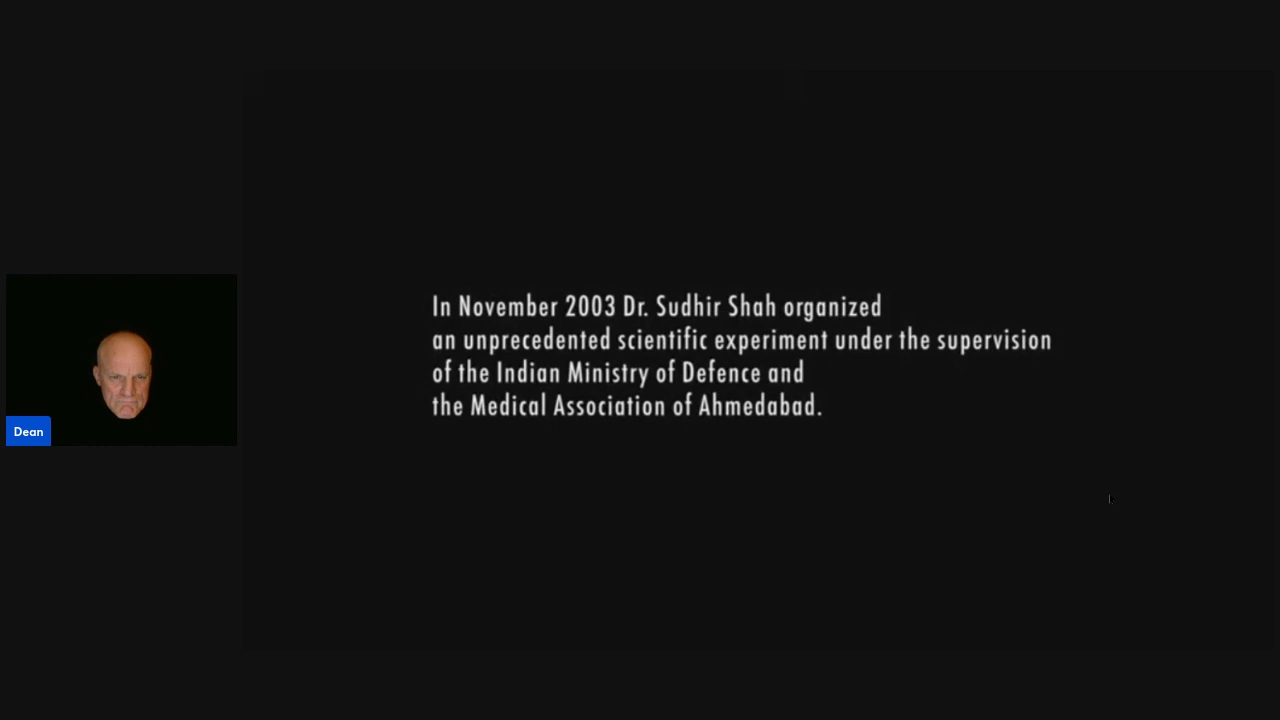 In November 2003 Dr. Sudhir Shah organized
an unprecedented scientific experiment under the supervision
of the Indian Ministry of Defence and
the Medical Association of Ahmedabad.
Dean